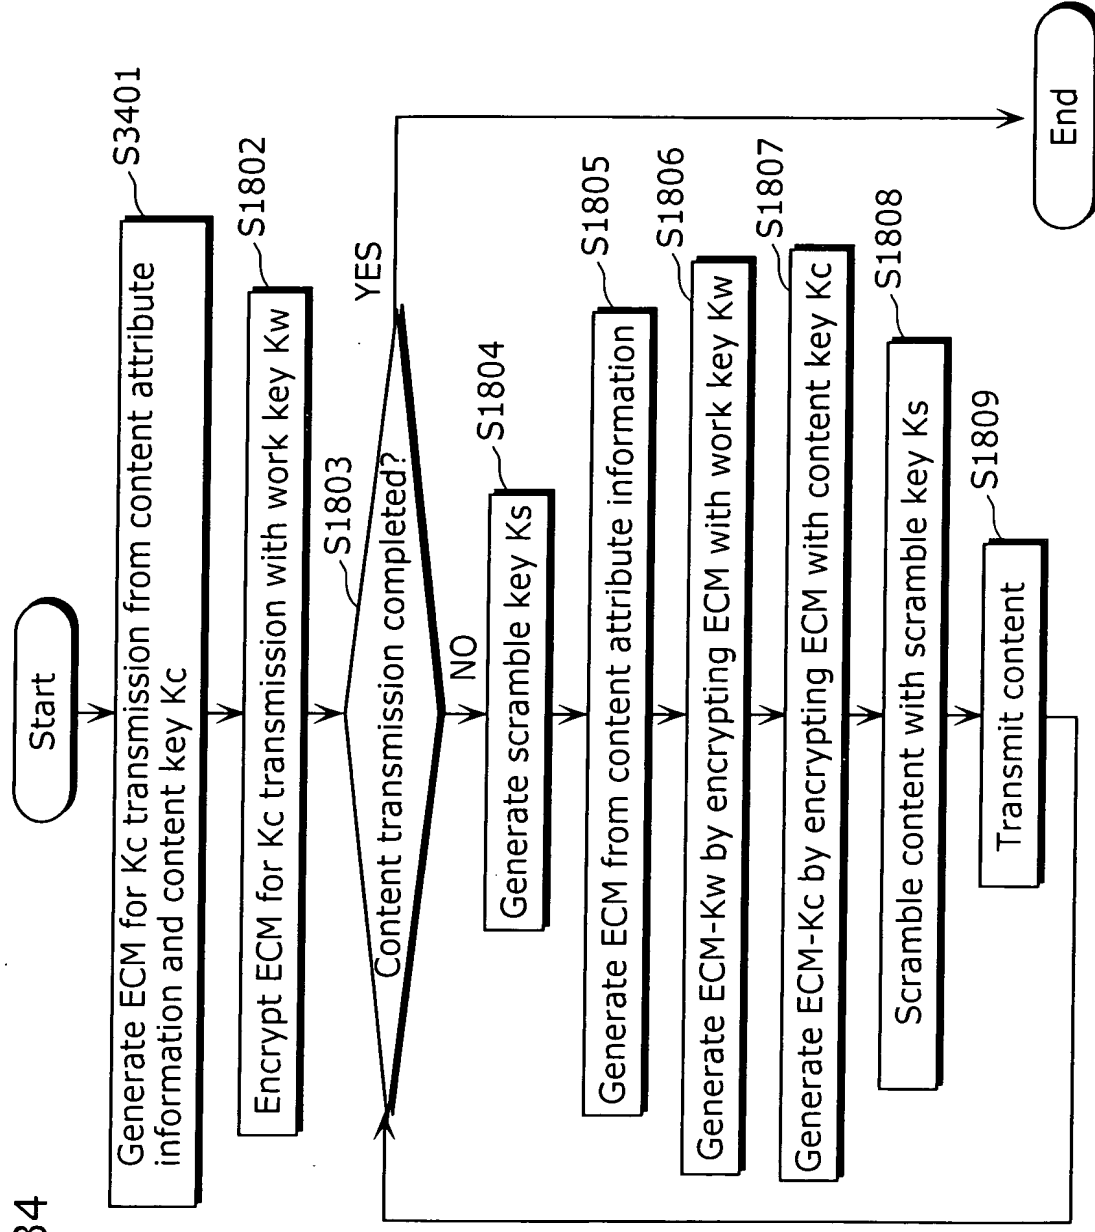 34
Start
Generate ECM for Kc transmission from content attribute
information and content key Kc
S3401
Encrypt ECM for Kc transmission with work key Kw
S1802
Content transmission completed?
S1803
YES
NO
Generate scramble key Ks
S1804
Generate ECM from content attribute information
S1805
Generate ECM-Kw by encrypting ECM with work key Kw
S1806
Generate ECM-Kc by encrypting ECM with content key Kc
S1807
Scramble content with scramble key Ks
S1808
Transmit content
S1809
End